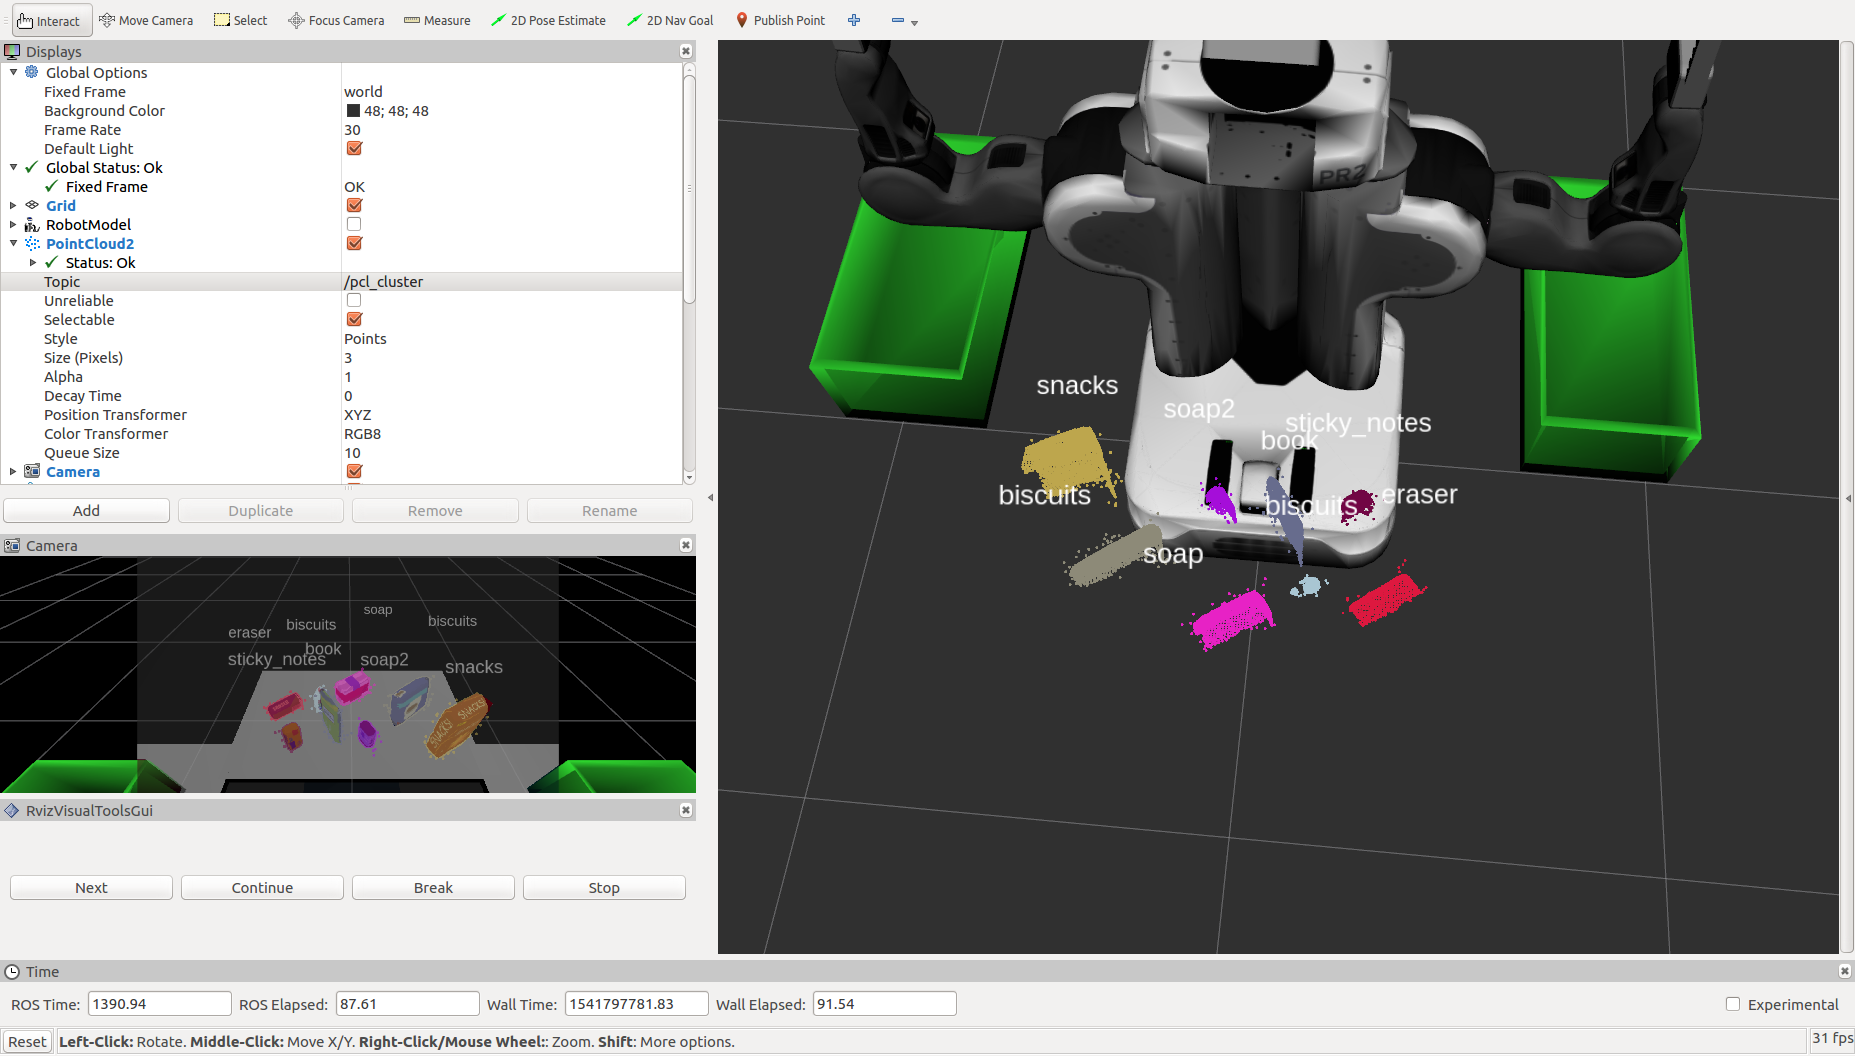 Interact Move Camera Select Focus Camera Measure 2D Pose Estimate 2D Nav Goal Publish Point
Displays
Global Options
Fixed Frame world
Background Color 48; 48; 48
Frame Rate 30
Default Light
Global Status: Ok
Fixed Frame OK
Grid
RobotModel
PointCloud2
Status: Ok
Topic /pcl_cluster
Unreliable
Selectable
Style Points
Size (Pixels) 3
Alpha 1
Decay Time 0
Position Transformer XYZ
Color Transformer RGB8
Queue Size 10
Camera
Add Duplicate Remove Rename
Camera
soap
biscuits biscuits
eraser
book
sticky_notes soap2
snacks
SNACKS SNACKS
RvizVisualToolsGui
Next Continue Break Stop
PR2
snacks
soap2
sticky_notes
book
biscuits
eraser
biscuits
soap
Time
ROS Time: 1390.94 ROS Elapsed: 87.61 Wall Time: 1541797781.83 Wall Elapsed: 91.54 Experimental
Reset Left-Click: Rotate. Middle-Click: Move X/Y. Right-Click/Mouse Wheel:: Zoom. Shift: More options. 31 fps